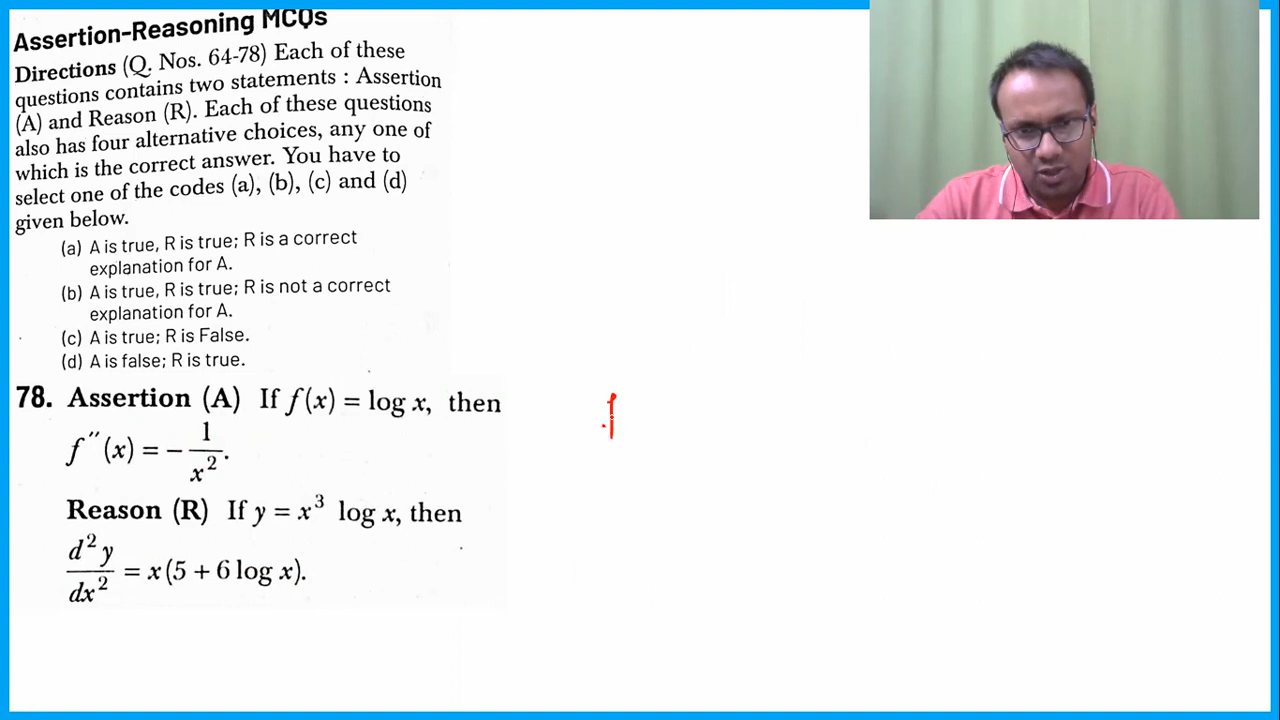 Assertion-Reasoning MCQs
Directions (Q. Nos. 64-78) Each of these
questions contains two statements : Assertion
(A) and Reason (R). Each of these questions
also has four alternative choices, any one of
which is the correct answer. You have to
select one of the codes (a), (b), (c) and (d)
given below.
(a) A is true, R is true; R is a correct
explanation for A.
(b) A is true, R is true; R is not a correct
explanation for A.
(c) A is true; R is False.
(d) A is false; R is true.
78. Assertion (A) If f(x) = log x, then
f″(x) = − 1/x².
Reason (R) If y = x³ log x, then
d²y/dx² = x(5 + 6 log x).